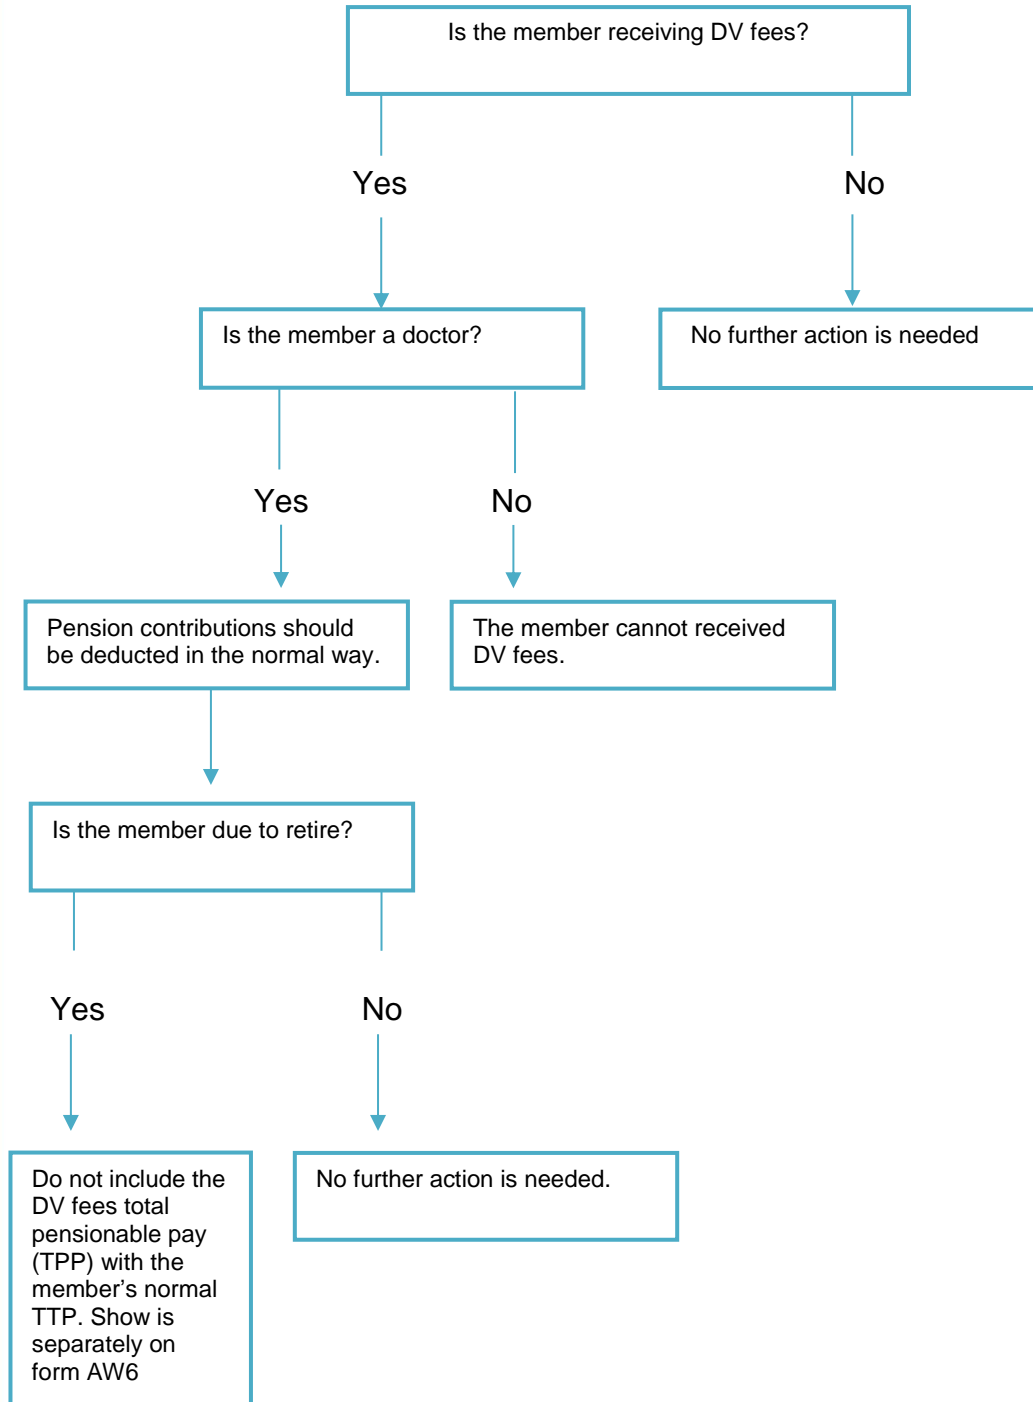 Is the member receiving DV fees?
Yes
No
Is the member a doctor?
No further action is needed
Yes
No
Pension contributions should
be deducted in the normal way.
The member cannot received
DV fees.
Is the member due to retire?
Yes
No
Do not include the
DV fees total
pensionable pay
(TPP) with the
member’s normal
TTP. Show is
separately on
form AW6
No further action is needed.